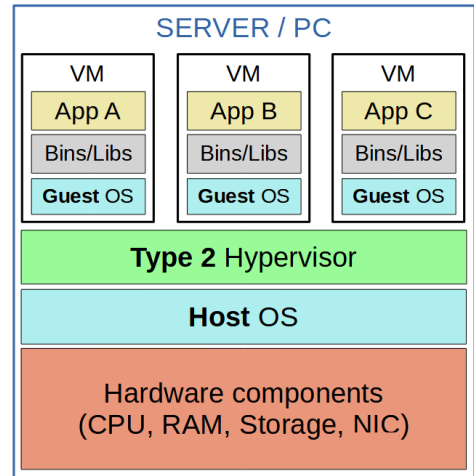 SERVER / PC
VM VM VM
App A App B App C
Bins/Libs Bins/Libs Bins/Libs
Guest OS Guest OS Guest OS
Type 2 Hypervisor
Host OS
Hardware components
(CPU, RAM, Storage, NIC)